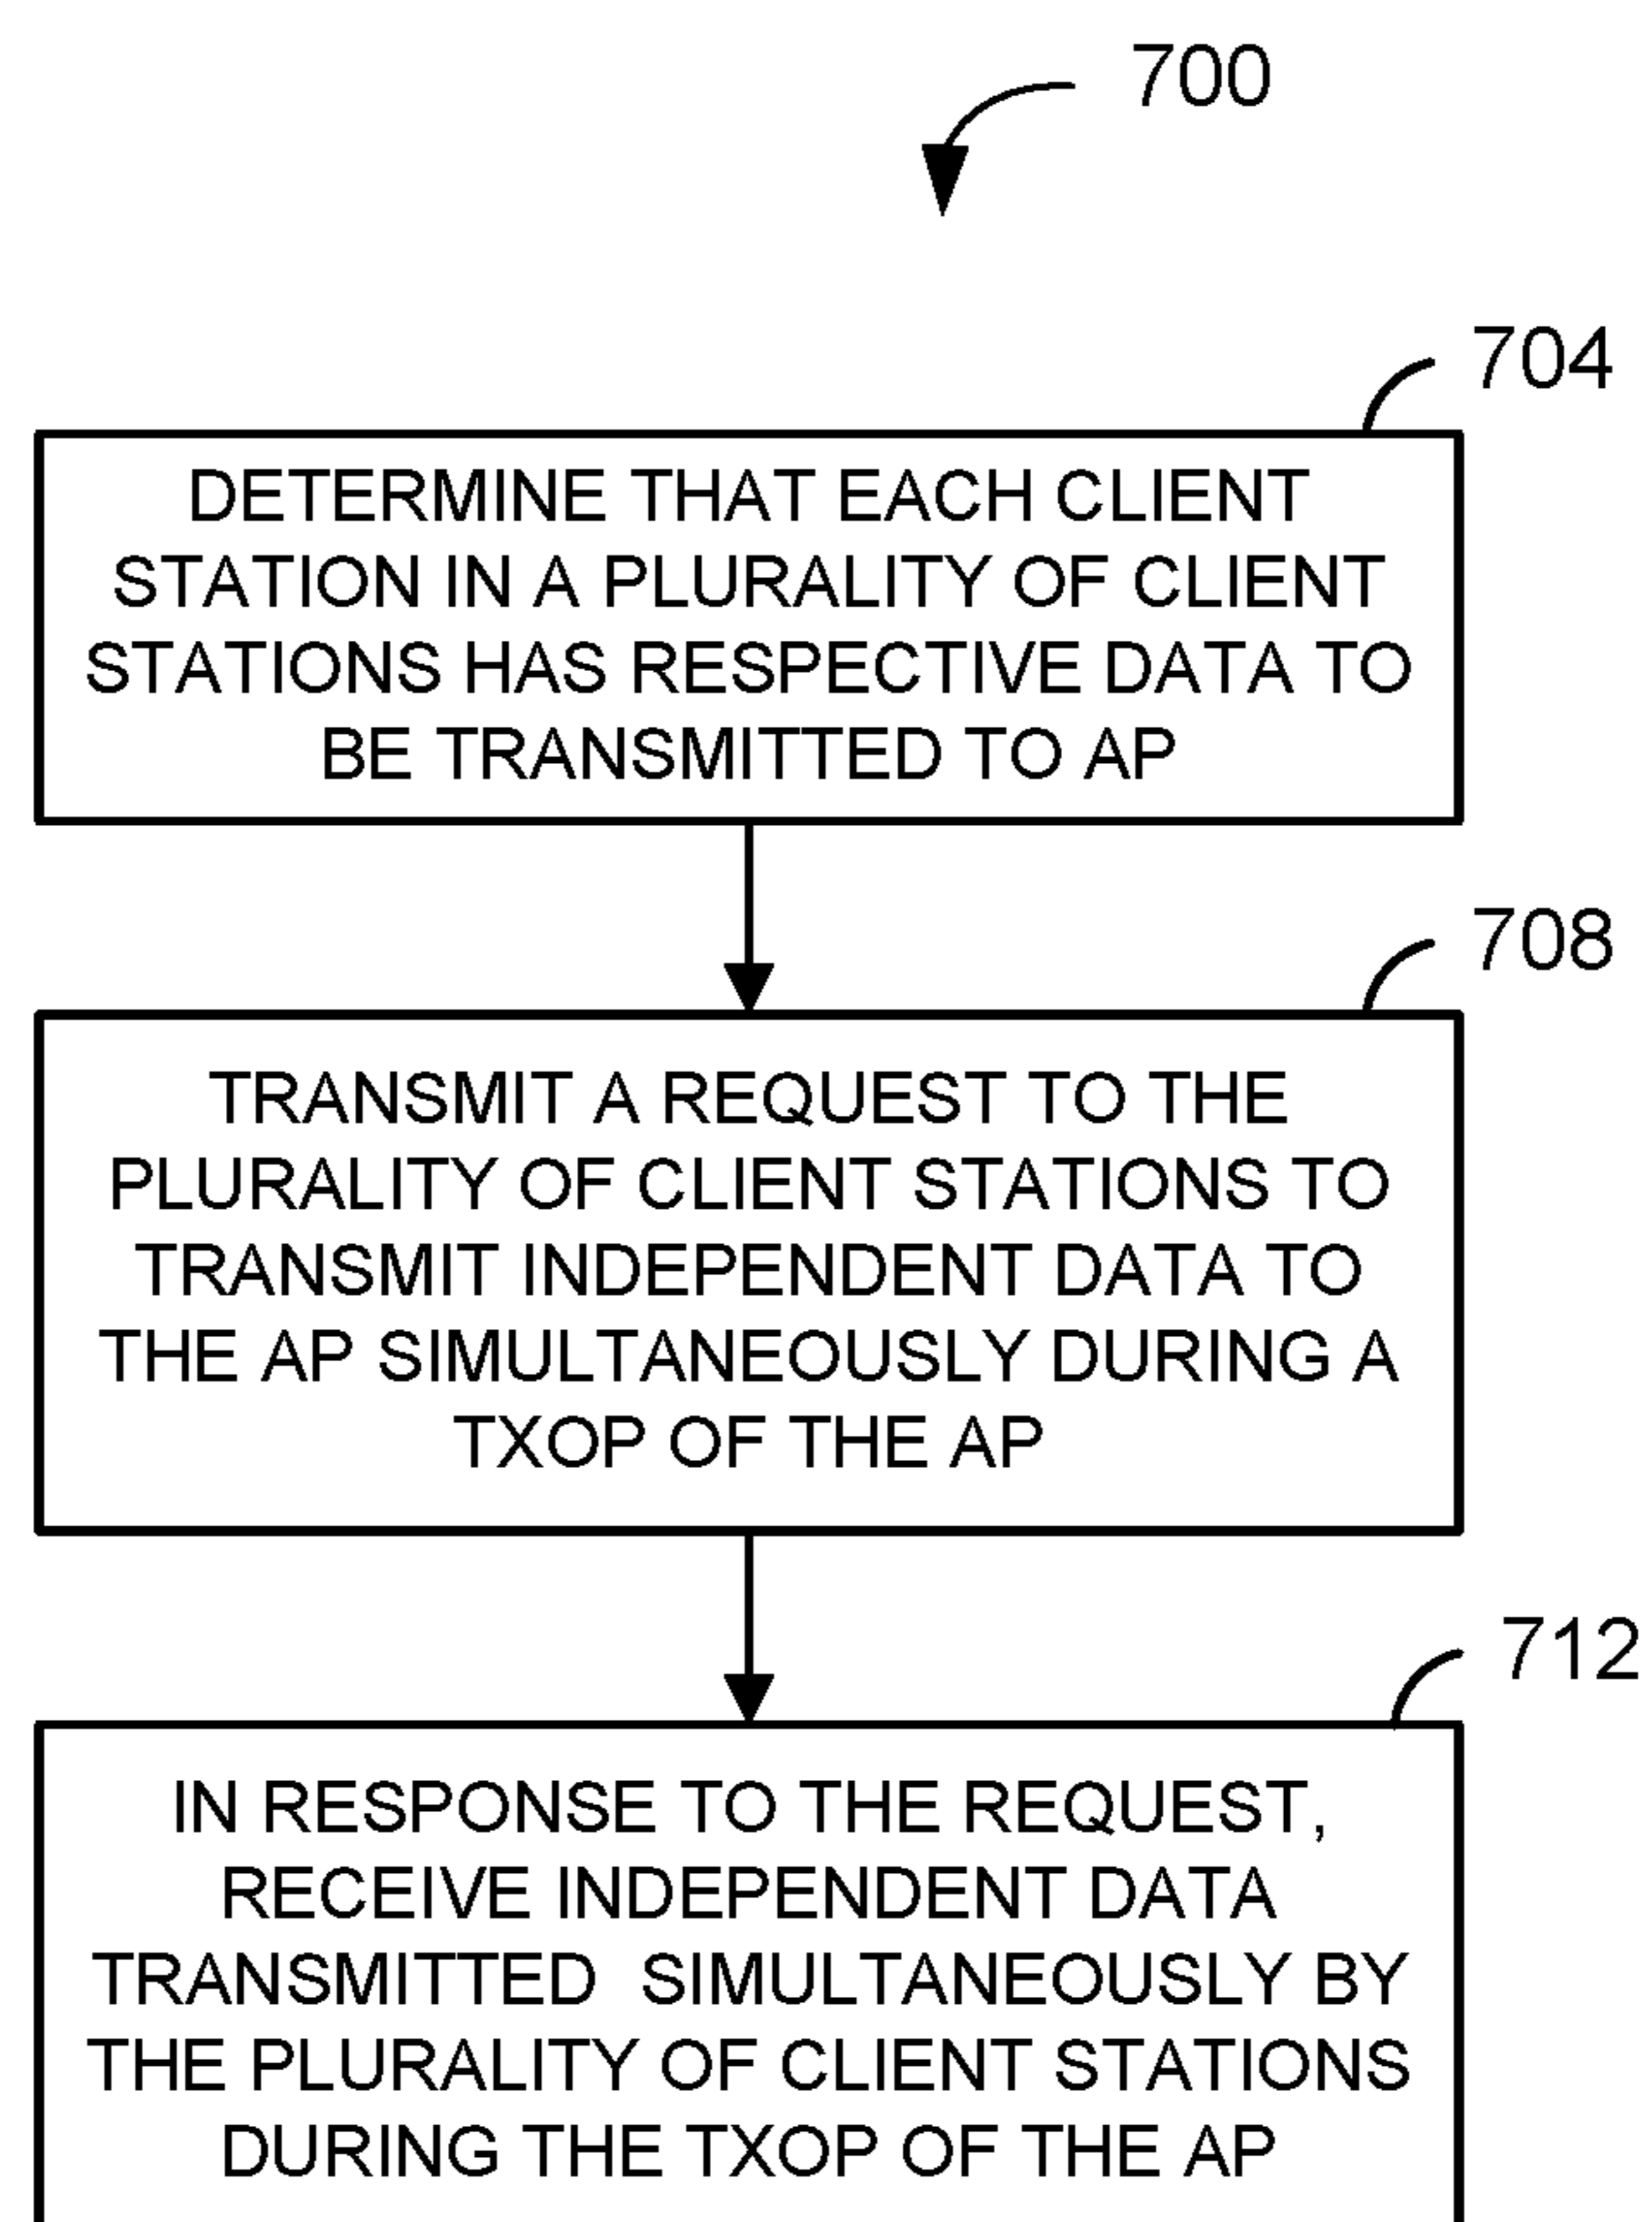 700
704
DETERMINE THAT EACH CLIENT
STATION IN A PLURALITY OF CLIENT
STATIONS HAS RESPECTIVE DATA TO
BE TRANSMITTED TO AP
708
TRANSMIT A REQUEST TO THE
PLURALITY OF CLIENT STATIONS TO
TRANSMIT INDEPENDENT DATA TO
THE AP SIMULTANEOUSLY DURING A
TXOP OF THE AP
712
IN RESPONSE TO THE REQUEST,
RECEIVE INDEPENDENT DATA
TRANSMITTED SIMULTANEOUSLY BY
THE PLURALITY OF CLIENT STATIONS
DURING THE TXOP OF THE AP